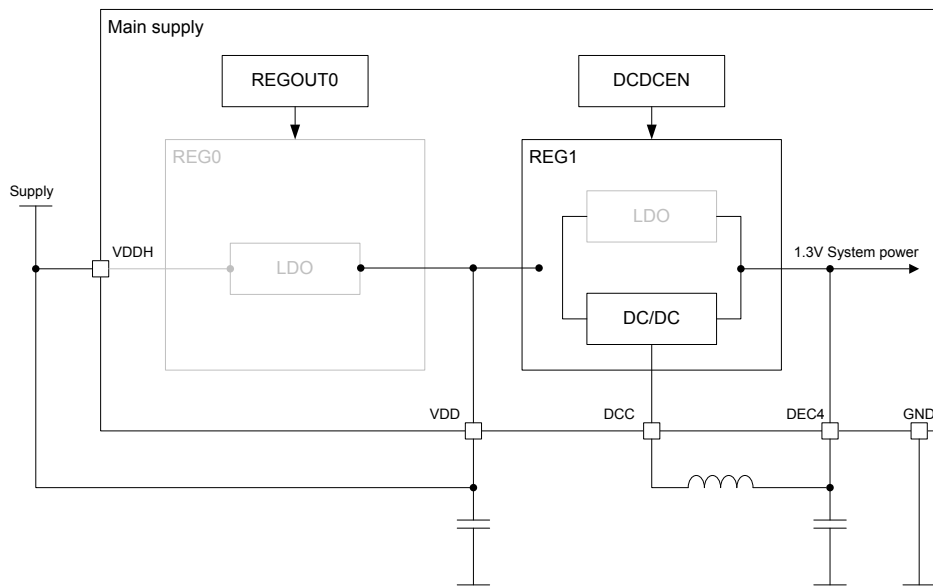 Main supply
REGOUT0
DCDCEN
REG0
REG1
Supply
LDO
VDDH
LDO
1.3V System power
DC/DC
VDD
DCC
DEC4
GND